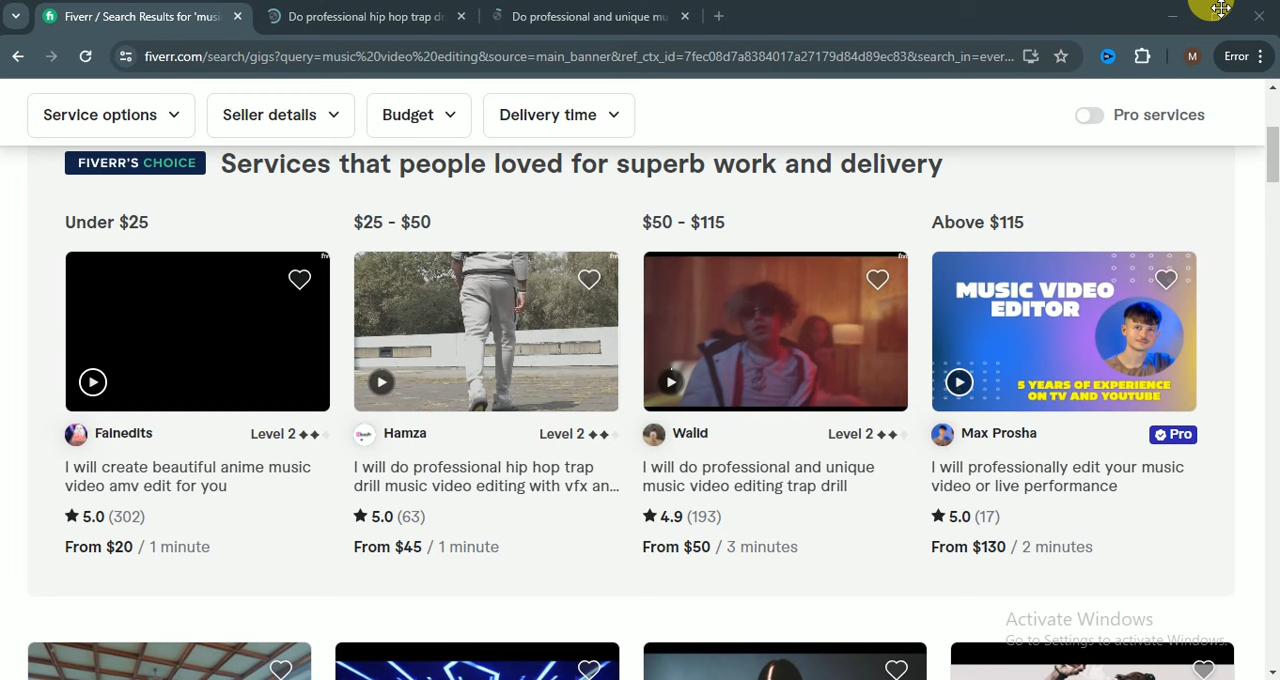 Fiverr / Search Results for 'musi
Do professional hip hop trap dr
Do professional and unique mu
fiverr.com/search/gigs?query=music%20video%20editing&source=main_banner&ref_ctx_id=7fec08d7a8384017a27179d84d89ec83&search_in=ever...
M
Error
Service options
Seller details
Budget
Delivery time
Pro services
FIVERR'S CHOICE
Services that people loved for superb work and delivery
Under $25
$25 - $50
$50 - $115
Above $115
MUSIC VIDEO
EDITOR
5 YEARS OF EXPERIENCE
ON TV AND YOUTUBE
Falnedits
Level 2
Hamza
Level 2
Walid
Level 2
Max Prosha
Pro
I will create beautiful anime music
video amv edit for you
I will do professional hip hop trap
drill music video editing with vfx an...
I will do professional and unique
music video editing trap drill
I will professionally edit your music
video or live performance
5.0 (302)
5.0 (63)
4.9 (193)
5.0 (17)
From $20 / 1 minute
From $45 / 1 minute
From $50 / 3 minutes
From $130 / 2 minutes
Activate Windows
Go to Settings to activate Windows.